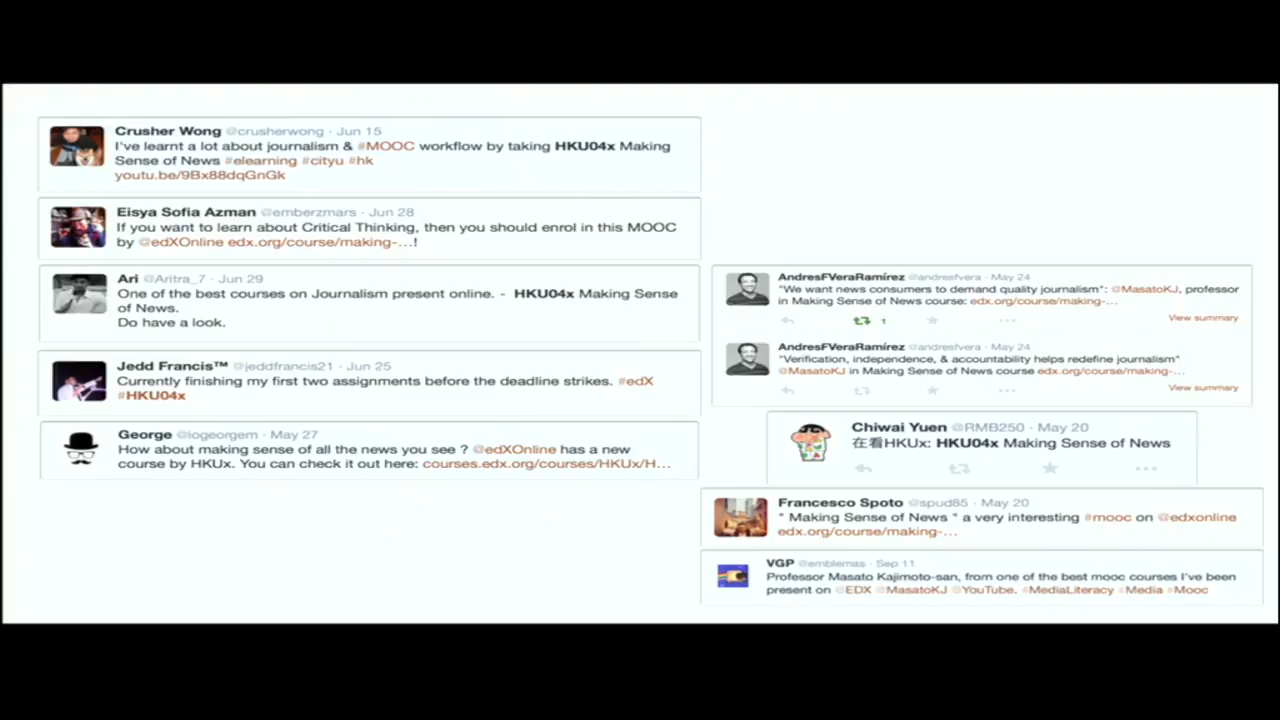 Crusher Wong @crusherwong · Jun 15
I've learnt a lot about journalism & #MOOC workflow by taking HKU04x Making
Sense of News #elearning #cityu #hk
youtu.be/9Bx88dqGnGk
Eisya Sofia Azman @emberzmars · Jun 28
If you want to learn about Critical Thinking, then you should enrol in this MOOC
by @edXOnline edx.org/course/making-...!
Ari @Aritra_7 · Jun 29
One of the best courses on Journalism present online. - HKU04x Making Sense
of News.
Do have a look.
Jedd Francis™ @jeddfrancis21 · Jun 25
Currently finishing my first two assignments before the deadline strikes. #edX
#HKU04x
George @iogeorgem · May 27
How about making sense of all the news you see ? @edXOnline has a new
course by HKUx. You can check it out here: courses.edx.org/courses/HKUx/H...
AndresFVeraRamírez @andresfvera · May 24
"We want news consumers to demand quality journalism": @MasatoKJ, professor
in Making Sense of News course: edx.org/course/making-...
1
View summary
AndresFVeraRamírez @andresfvera · May 24
"Verification, independence, & accountability helps redefine journalism"
@MasatoKJ in Making Sense of News course edx.org/course/making-...
View summary
Chiwai Yuen @RMB250 · May 20
在看HKUx: HKU04x Making Sense of News
Francesco Spoto @spud85 · May 20
" Making Sense of News " a very interesting #mooc on @edxonline
edx.org/course/making-...
VGP @emblemas · Sep 11
Professor Masato Kajimoto-san, from one of the best mooc courses I've been
present on @EDX @MasatoKJ @YouTube. #MediaLiteracy #Media #Mooc